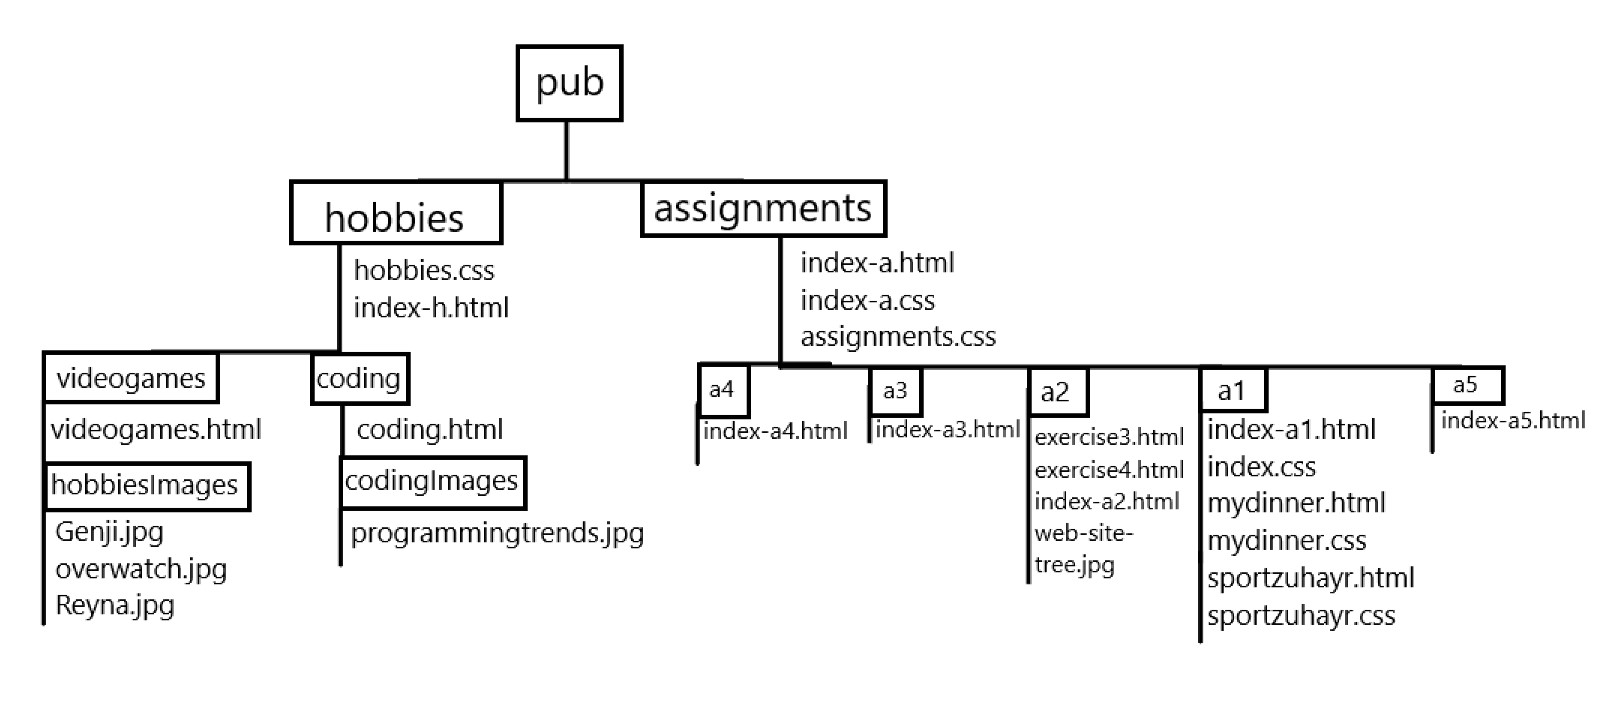 pub
hobbies
assignments
hobbies.css
index-h.html
index-a.html
index-a.css
assignments.css
videogames
videogames.html
hobbiesImages
Genji.jpg
overwatch.jpg
Reyna.jpg
coding
coding.html
codingImages
programmingtrends.jpg
a4
index-a4.html
a3
index-a3.html
a2
exercise3.html
exercise4.html
index-a2.html
web-site-
tree.jpg
a1
index-a1.html
index.css
mydinner.html
mydinner.css
sportzuhayr.html
sportzuhayr.css
a5
index-a5.html